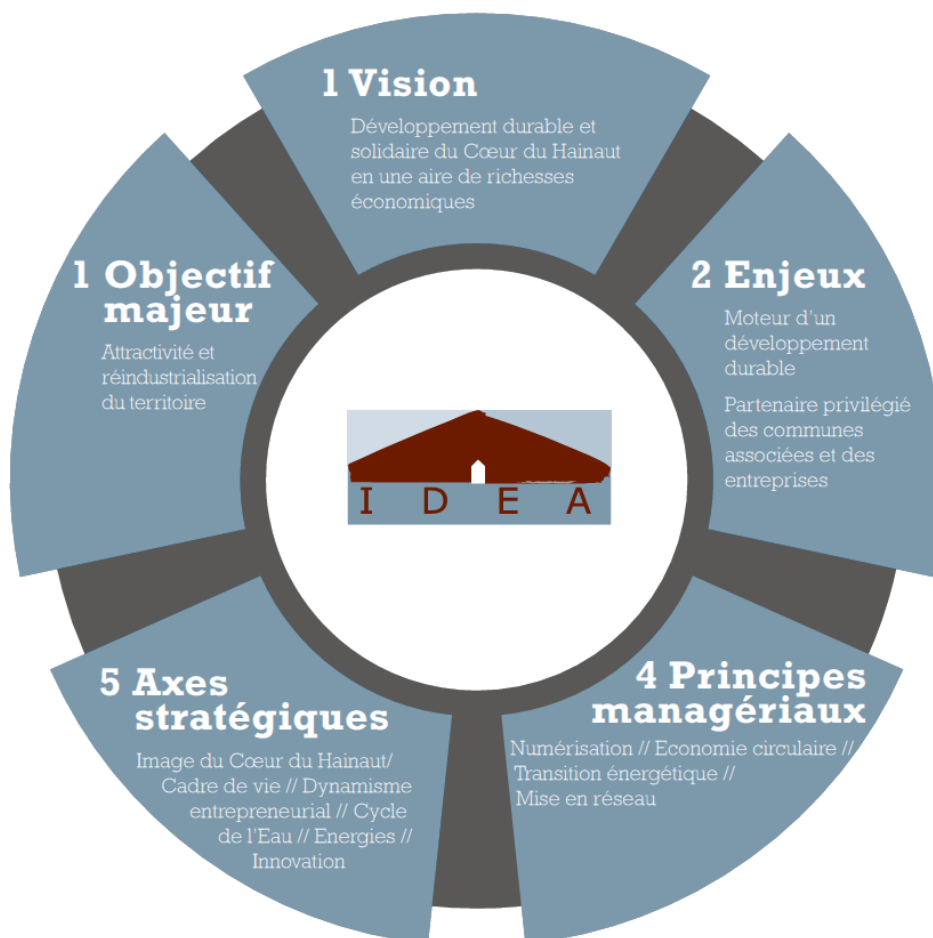 1 Vision
Développement durable et
solidaire du Cœur du Hainaut
en une aire de richesses
économiques
1 Objectif
majeur
Attractivité et
réindustrialisation
du territoire
2 Enjeux
Moteur d'un
développement
durable
Partenaire privilégié
des communes
associées et des
entreprises
I D E A
5 Axes
stratégiques
Image du Cœur du Hainaut/
Cadre de vie // Dynamisme
entrepreneurial // Cycle
de l'Eau // Energies //
Innovation
4 Principes
managériaux
Numérisation // Economie circulaire //
Transition énergétique //
Mise en réseau